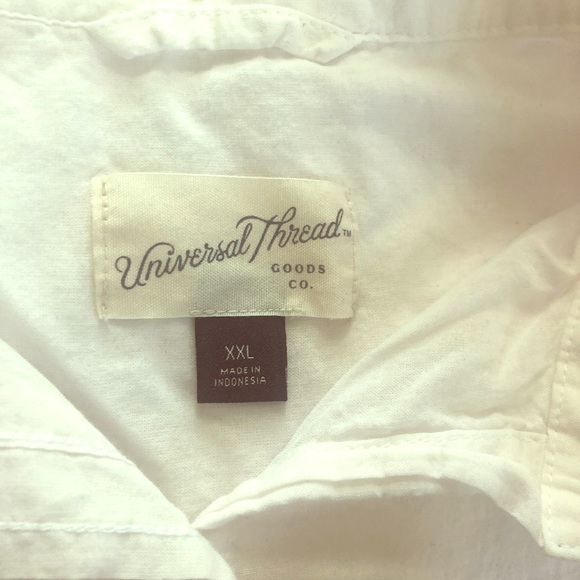 Universal Thread™
GOODS
CO.
XXL
MADE IN
INDONESIA